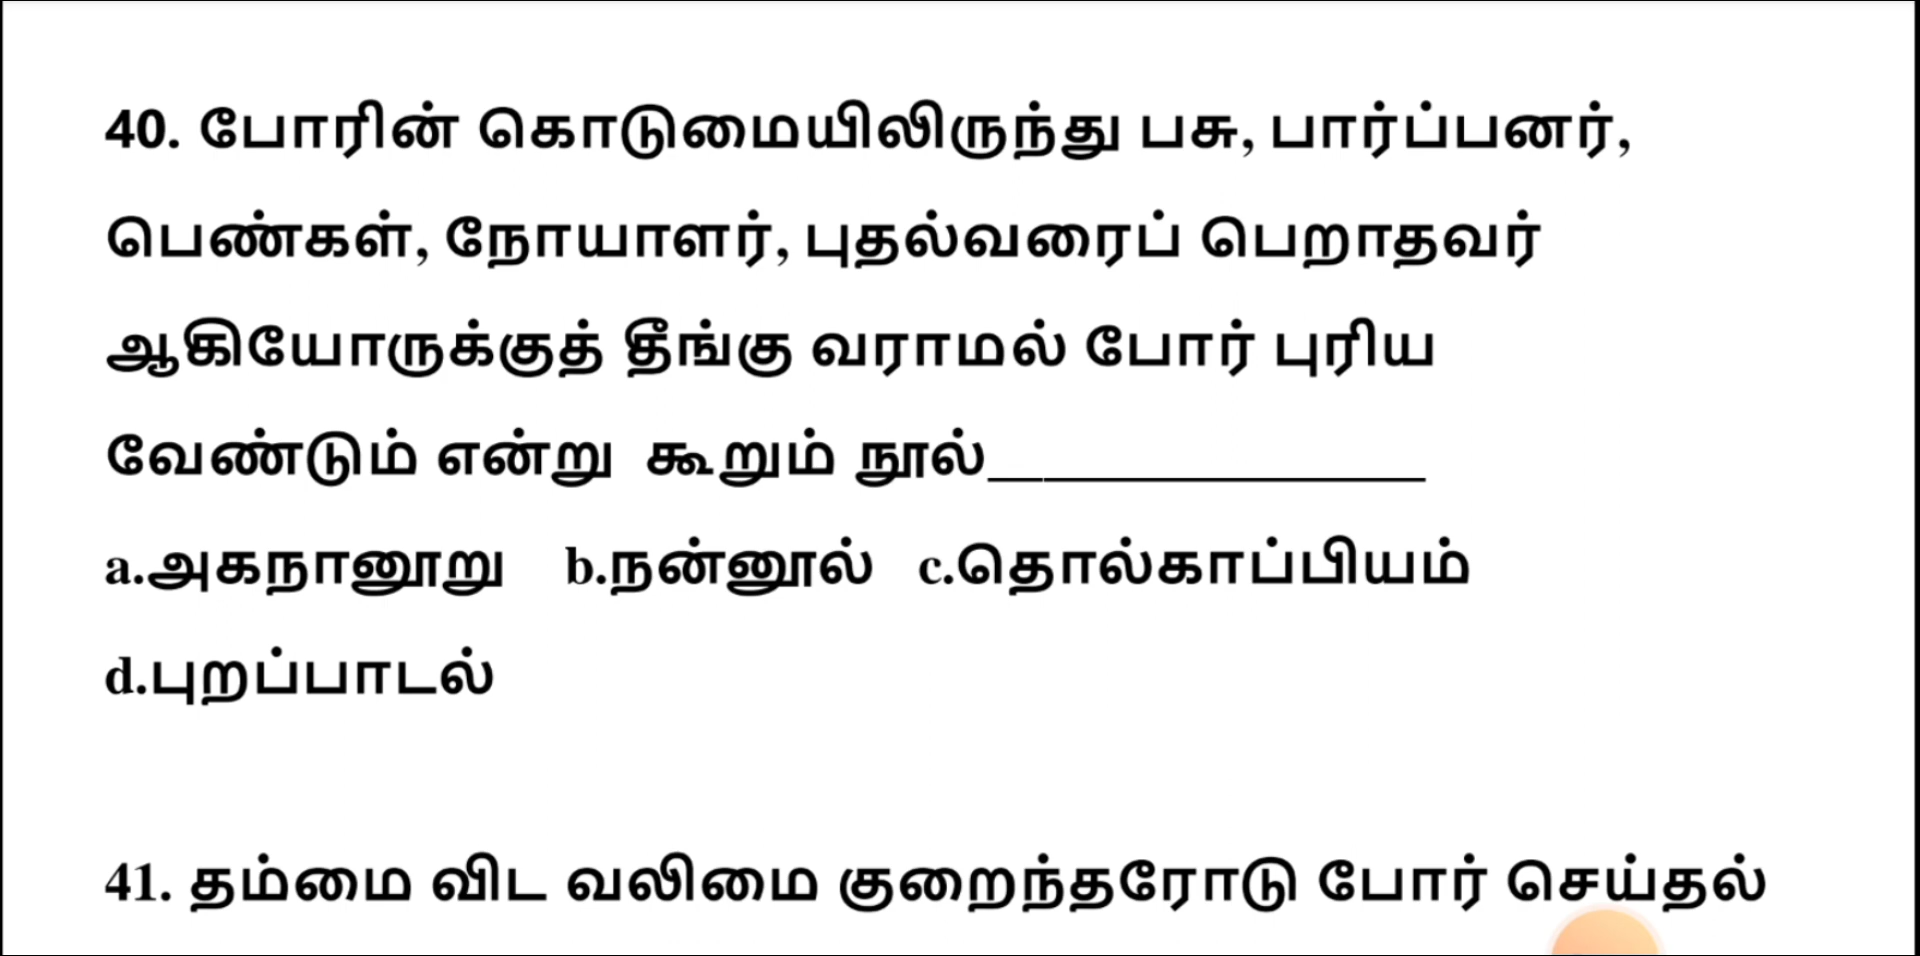 40. போரின் கொடுமையிலிருந்து பசு, பார்ப்பனர்,
பெண்கள், நோயாளர், புதல்வரைப் பெறாதவர்
ஆகியோருக்குத் தீங்கு வராமல் போர் புரிய
வேண்டும் என்று கூறும் நூல்_________________
a.அகநானூறு b.நன்னூல் c.தொல்காப்பியம்
d.புறப்பாடல்
41. தம்மை விட வலிமை குறைந்தரோடு போர் செய்தல்